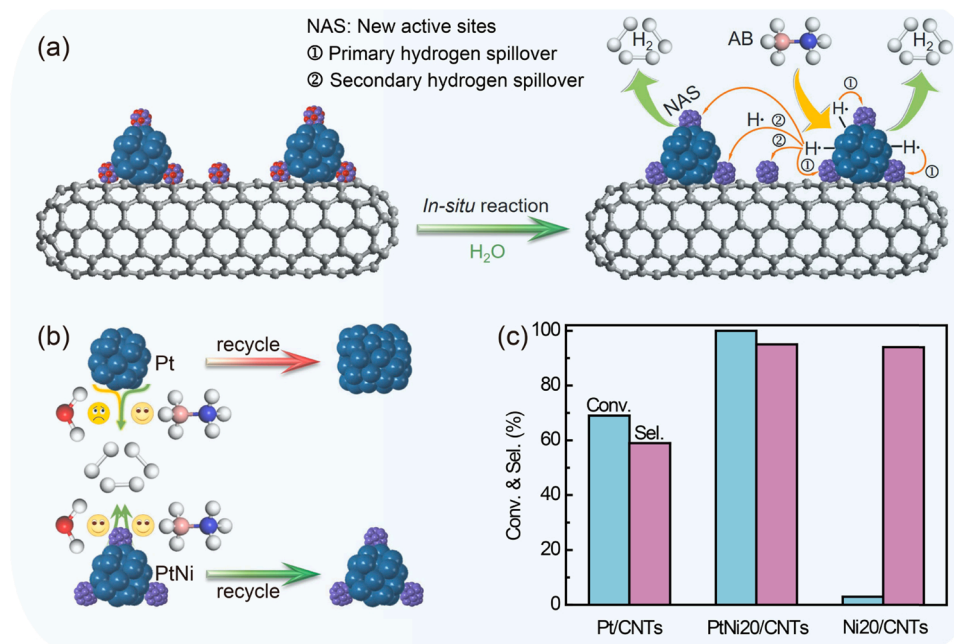 (a)
NAS: New active sites
① Primary hydrogen spillover
② Secondary hydrogen spillover
H₂
AB
H₂
NAS
①
H·
H· ②
②
H·
H·
①
①
In-situ reaction
H₂O
(b)
Pt
recycle
PtNi
recycle
(c)
Conv. & Sel. (%)
100
80
60
40
20
0
Conv.
Sel.
Pt/CNTs
PtNi20/CNTs
Ni20/CNTs